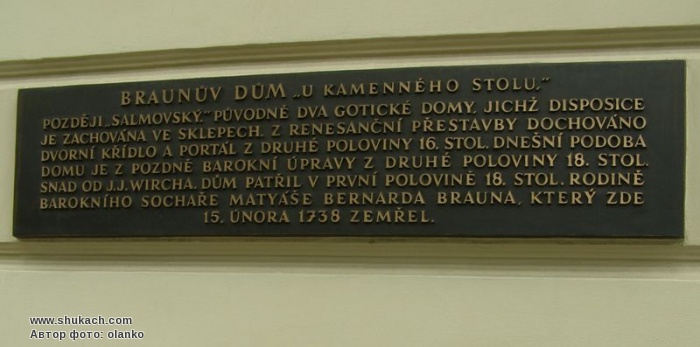 BRAUNŮV DŮM „U KAMENNÉHO STOLU.“
POZDĚJI „SALMOVSKÝ.“ PŮVODNĚ DVA GOTICKÉ DOMY, JICHŽ DISPOSICE
JE ZACHOVÁNA VE SKLEPECH. Z RENESANČNÍ PŘESTAVBY DOCHOVÁNO
DVORNÍ KŘÍDLO A PORTÁL Z DRUHÉ POLOVINY 16. STOL. DNEŠNÍ PODOBA
DOMU JE Z POZDNĚ BAROKNÍ ÚPRAVY Z DRUHÉ POLOVINY 18. STOL.
SNAD OD J.J. WIRCHA. DŮM PATŘIL V PRVNÍ POLOVINĚ 18. STOL. RODINĚ
BAROKNÍHO SOCHAŘE MATYÁŠE BERNARDA BRAUNA, KTERÝ ZDE
15. ÚNORA 1738 ZEMŘEL.
www.shukach.com
Автор фото: olanko